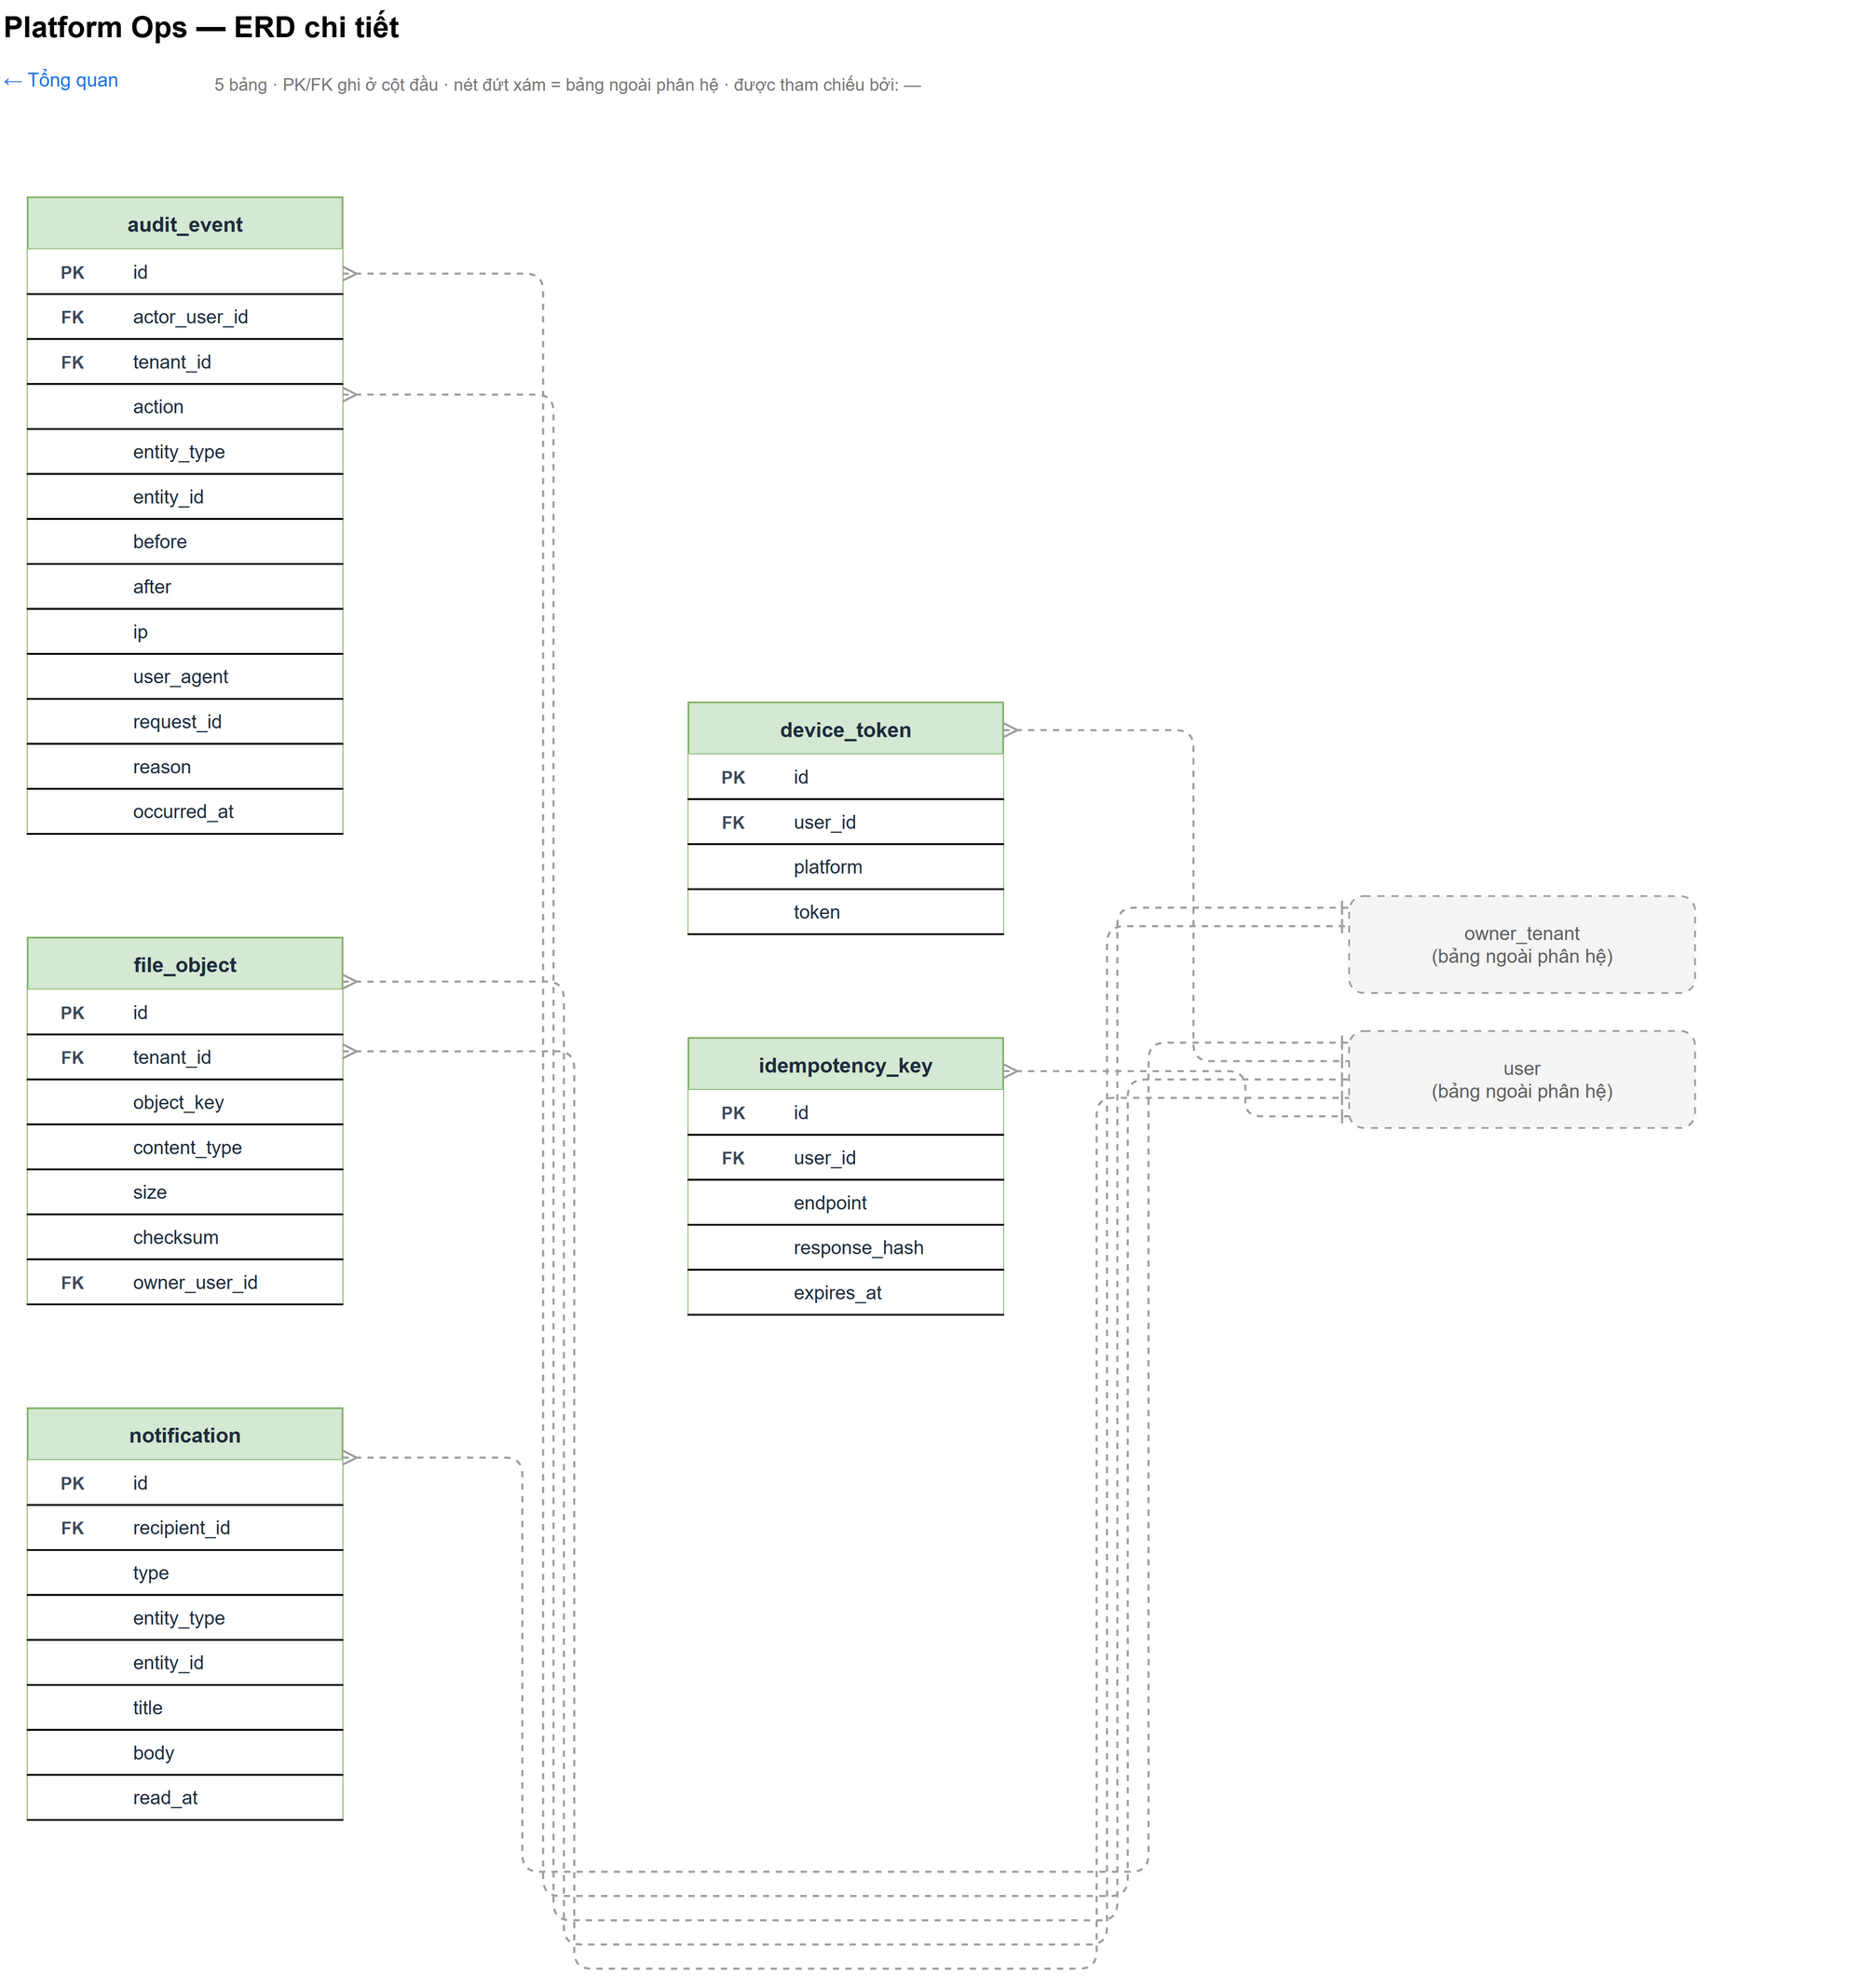 Platform Ops — ERD chi tiết
← Tổng quan
5 bảng · PK/FK ghi ở cột đầu · nét đứt xám = bảng ngoài phân hệ · được tham chiếu bởi: —
audit_event
PK id
FK actor_user_id
FK tenant_id
action
entity_type
entity_id
before
after
ip
user_agent
request_id
reason
occurred_at
file_object
PK id
FK tenant_id
object_key
content_type
size
checksum
FK owner_user_id
notification
PK id
FK recipient_id
type
entity_type
entity_id
title
body
read_at
device_token
PK id
FK user_id
platform
token
idempotency_key
PK id
FK user_id
endpoint
response_hash
expires_at
owner_tenant
(bảng ngoài phân hệ)
user
(bảng ngoài phân hệ)